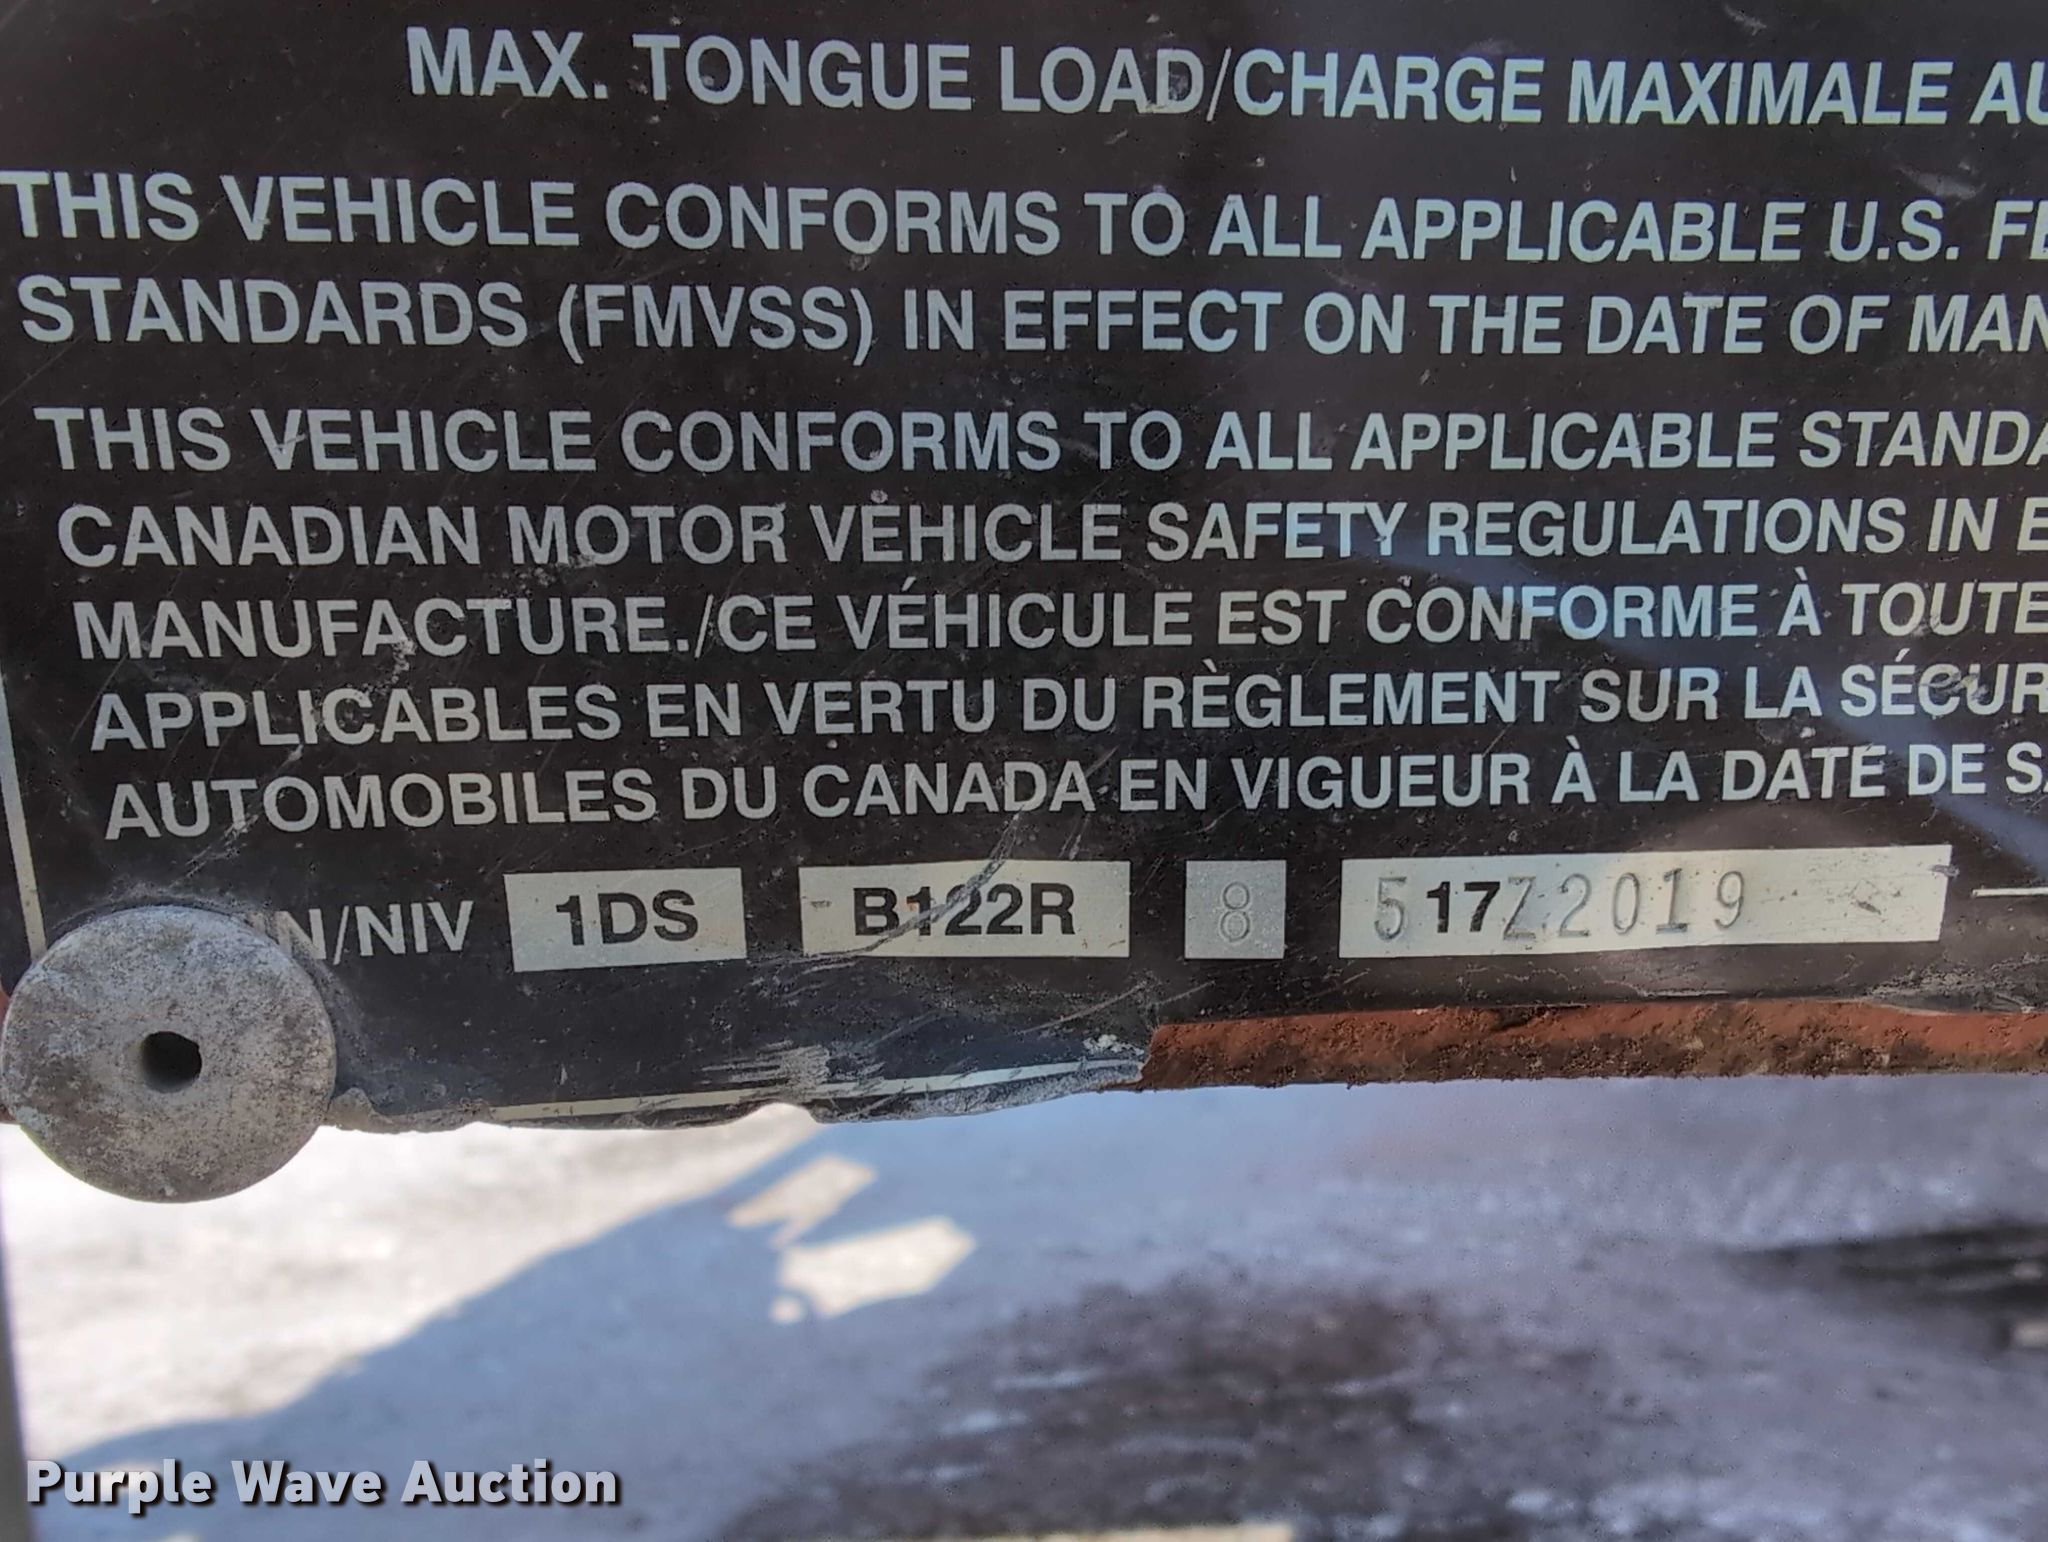 MAX. TONGUE LOAD/CHARGE MAXIMALE AU
THIS VEHICLE CONFORMS TO ALL APPLICABLE U.S. FE
STANDARDS (FMVSS) IN EFFECT ON THE DATE OF MAN
THIS VEHICLE CONFORMS TO ALL APPLICABLE STANDA
CANADIAN MOTOR VEHICLE SAFETY REGULATIONS IN E
MANUFACTURE./CE VÉHICULE EST CONFORME À TOUTE
APPLICABLES EN VERTU DU RÈGLEMENT SUR LA SÉCUR
AUTOMOBILES DU CANADA EN VIGUEUR À LA DATE DE SA
IN/NIV 1DS B122R 8 517Z2019
Purple Wave Auction